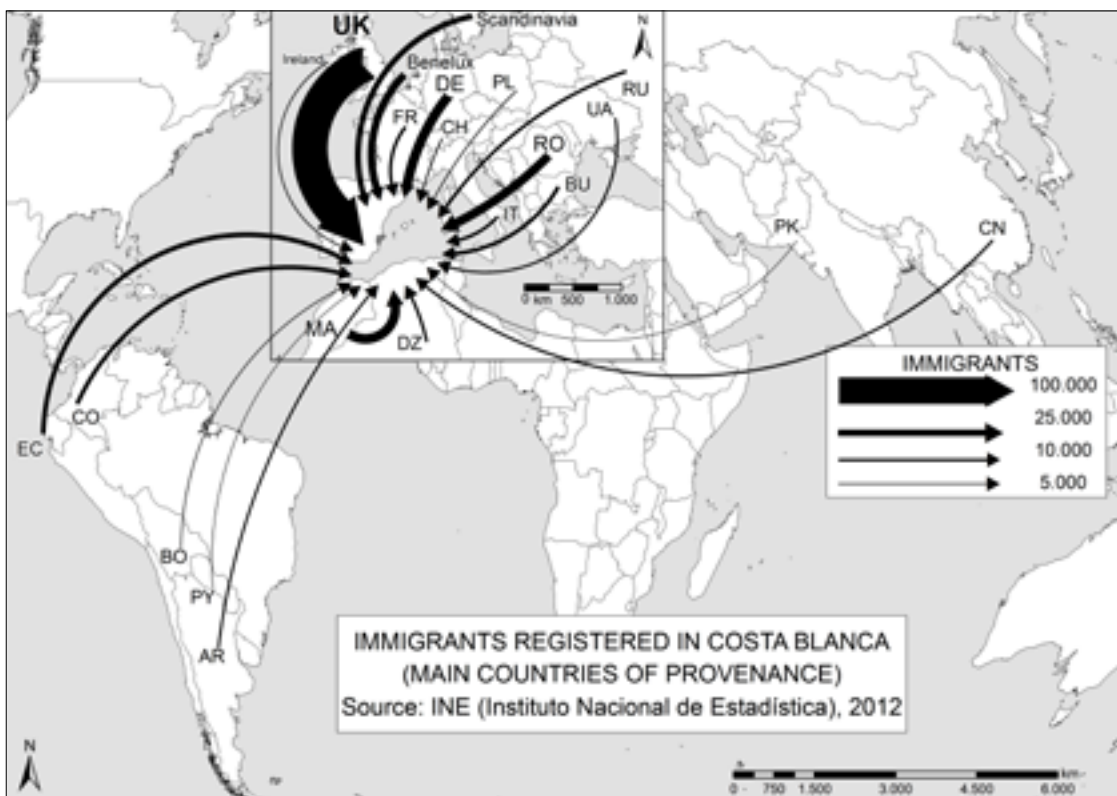 Scandinavia
UK
N
Ireland
Benelux
DE
PL
RU
FR
CH
UA
RO
BU
IT
PK
CN
0 km 500 1.000
MA
DZ
IMMIGRANTS
100.000
25.000
10.000
5.000
CO
EC
BO
PY
AR
IMMIGRANTS REGISTERED IN COSTA BLANCA
(MAIN COUNTRIES OF PROVENANCE)
Source: INE (Instituto Nacional de Estadística), 2012
N
km
0 750 1.500 3.000 4.500 6.000